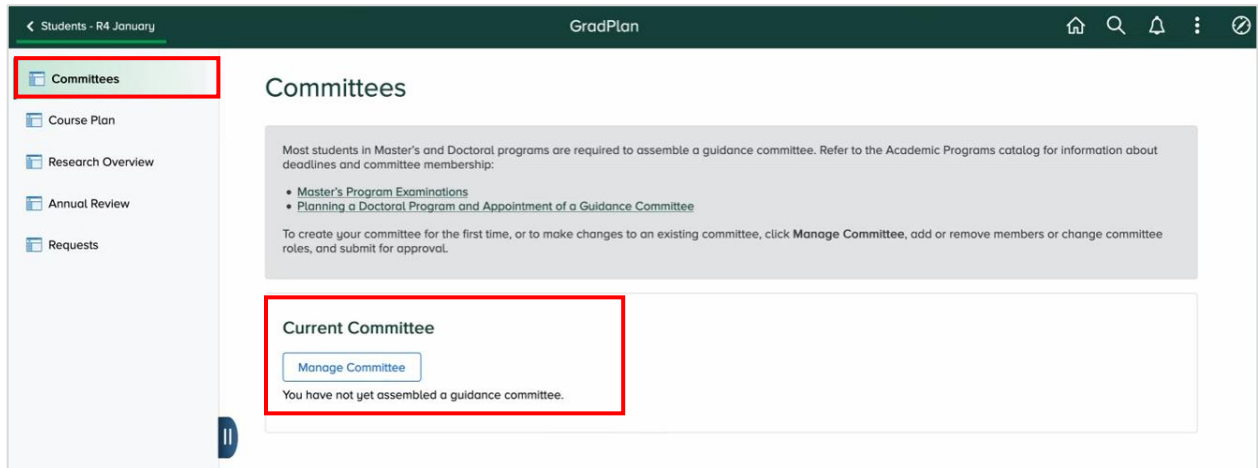 Students - R4 January
GradPlan
Committees
Course Plan
Research Overview
Annual Review
Requests
Committees
Most students in Master's and Doctoral programs are required to assemble a guidance committee. Refer to the Academic Programs catalog for information about
deadlines and committee membership:
• Master's Program Examinations
• Planning a Doctoral Program and Appointment of a Guidance Committee
To create your committee for the first time, or to make changes to an existing committee, click Manage Committee, add or remove members or change committee
roles, and submit for approval.
Current Committee
Manage Committee
You have not yet assembled a guidance committee.